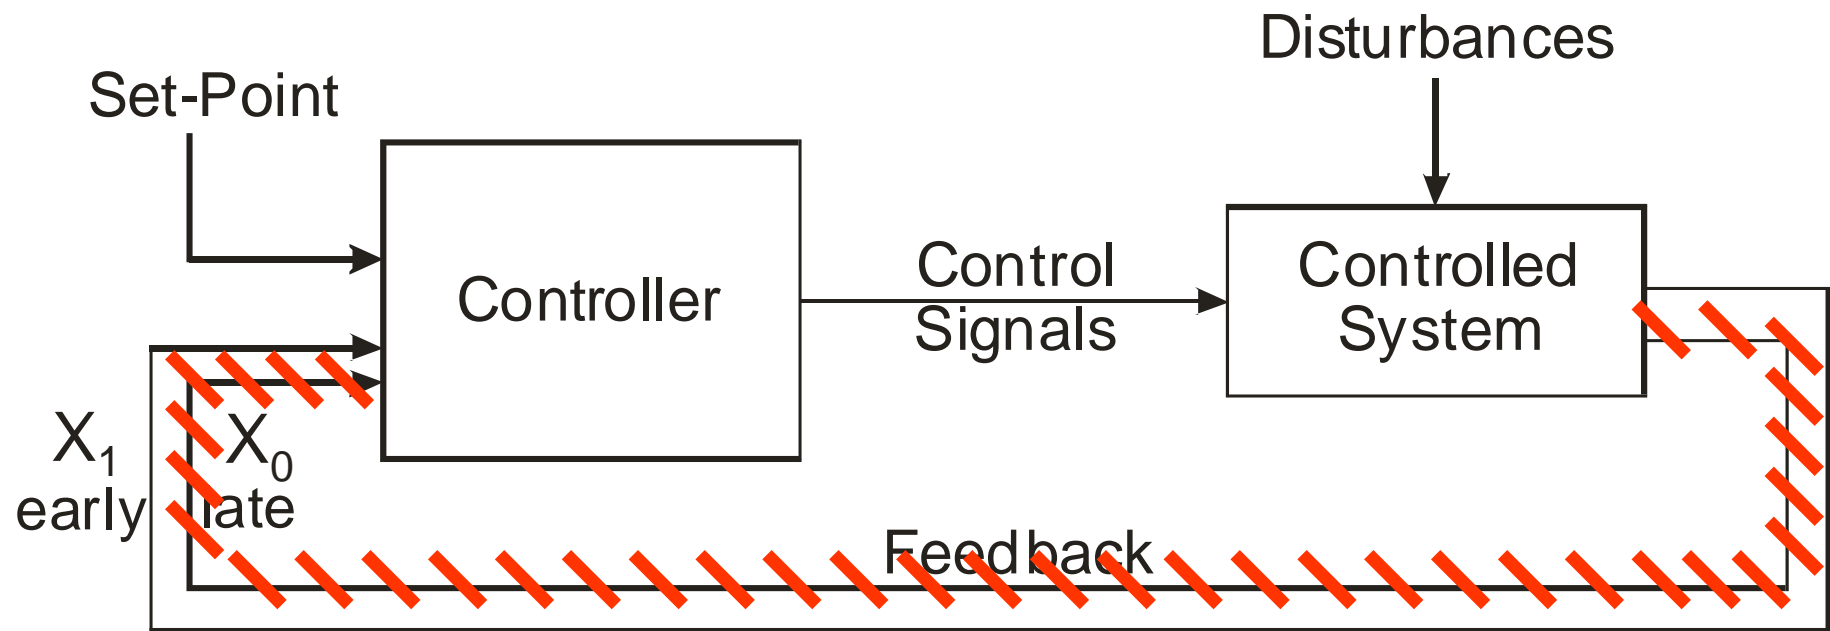 Disturbances
Set-Point
Controller
Control
Signals
Controlled
System
X₁
early
X₀
late
Feedback